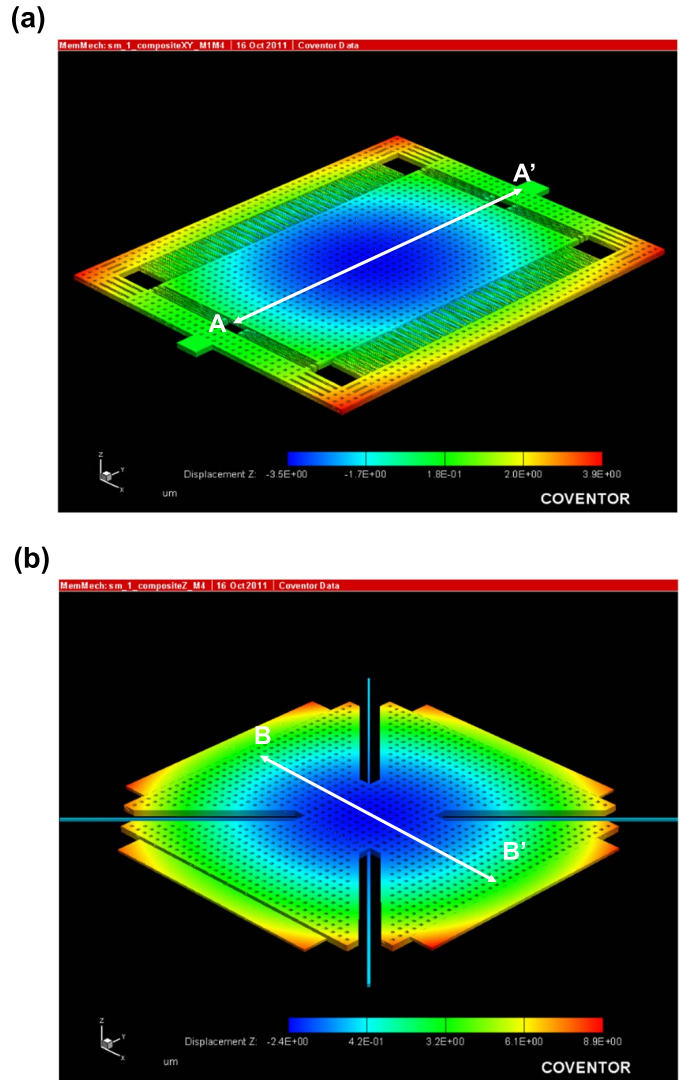 (a)
MemMech: sm_1_compositeXY_M1M4 | 16 Oct 2011 | Coventor Data
A'
A
Z
Y
X
Displacement Z: -3.5E+00 -1.7E+00 1.8E-01 2.0E+00 3.9E+00
um
COVENTOR
(b)
MemMech: sm_1_compositeZ_M4 | 16 Oct 2011 | Coventor Data
B
B'
Z
Y
X
Displacement Z: -2.4E+00 4.2E-01 3.2E+00 6.1E+00 8.9E+00
um
COVENTOR